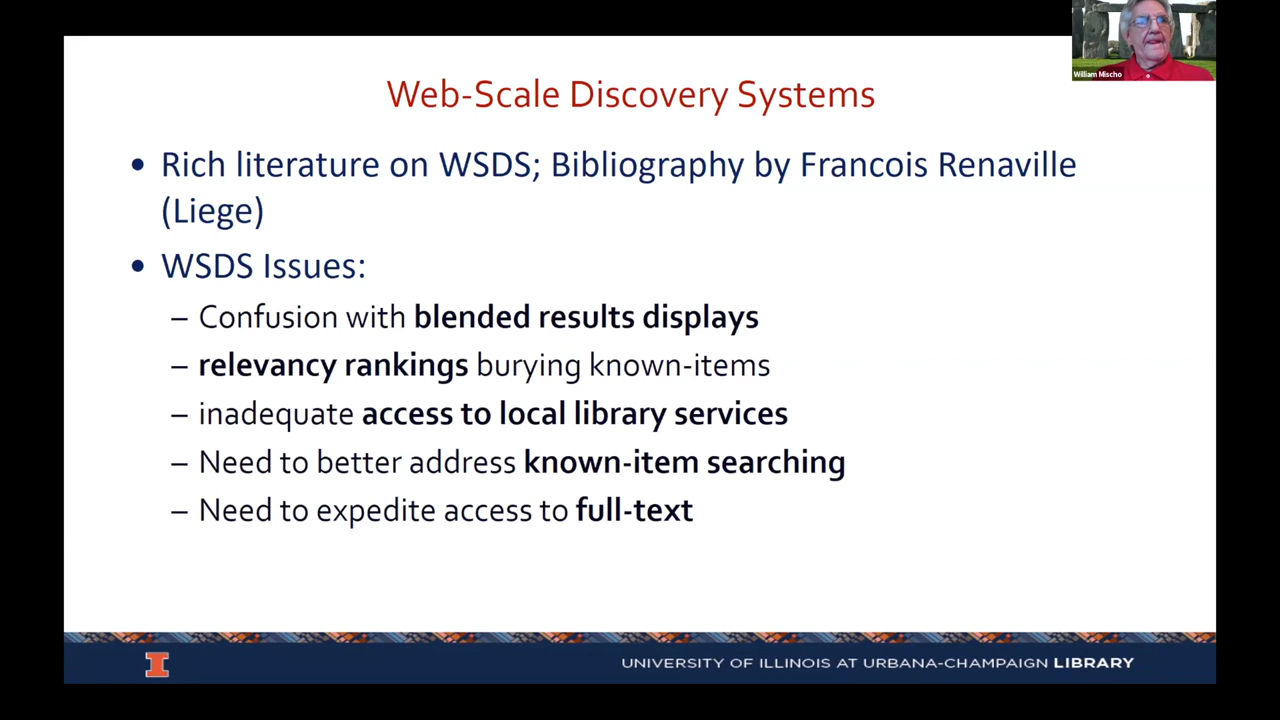 William Mischo
Web-Scale Discovery Systems
• Rich literature on WSDS; Bibliography by Francois Renaville
(Liege)
• WSDS Issues:
– Confusion with blended results displays
– relevancy rankings burying known-items
– inadequate access to local library services
– Need to better address known-item searching
– Need to expedite access to full-text
I
UNIVERSITY OF ILLINOIS AT URBANA-CHAMPAIGN LIBRARY